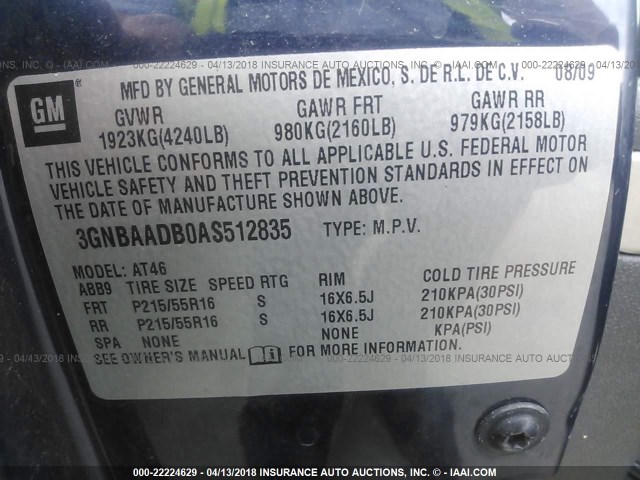 000-22224629 - 04/13/2018 INSURANCE AUTO AUCTIONS, INC. - © IAAI.COM
GM
MFD BY GENERAL MOTORS DE MEXICO, S. DE R.L. DE C.V. 08/09
GVWR GAWR FRT GAWR RR
1923KG(4240LB) 980KG(2160LB) 979KG(2158LB)
THIS VEHICLE CONFORMS TO ALL APPLICABLE U.S. FEDERAL MOTOR
VEHICLE SAFETY AND THEFT PREVENTION STANDARDS IN EFFECT ON
THE DATE OF MANUFACTURE SHOWN ABOVE.
3GNBAADB0AS512835 TYPE: M.P.V.
MODEL: AT46
ABB9 TIRE SIZE SPEED RTG RIM COLD TIRE PRESSURE
FRT P215/55R16 S 16X6.5J 210KPA(30PSI)
RR P215/55R16 S 16X6.5J 210KPA(30PSI)
SPA NONE NONE KPA(PSI)
SEE OWNER'S MANUAL i FOR MORE INFORMATION.
000-22224629 - 04/13/2018 INSURANCE AUTO AUCTIONS, INC. - © IAAI.COM
000-22224629 - 04/13/2018 INSURANCE AUTO AUCTIONS, INC. - © IAAI.COM